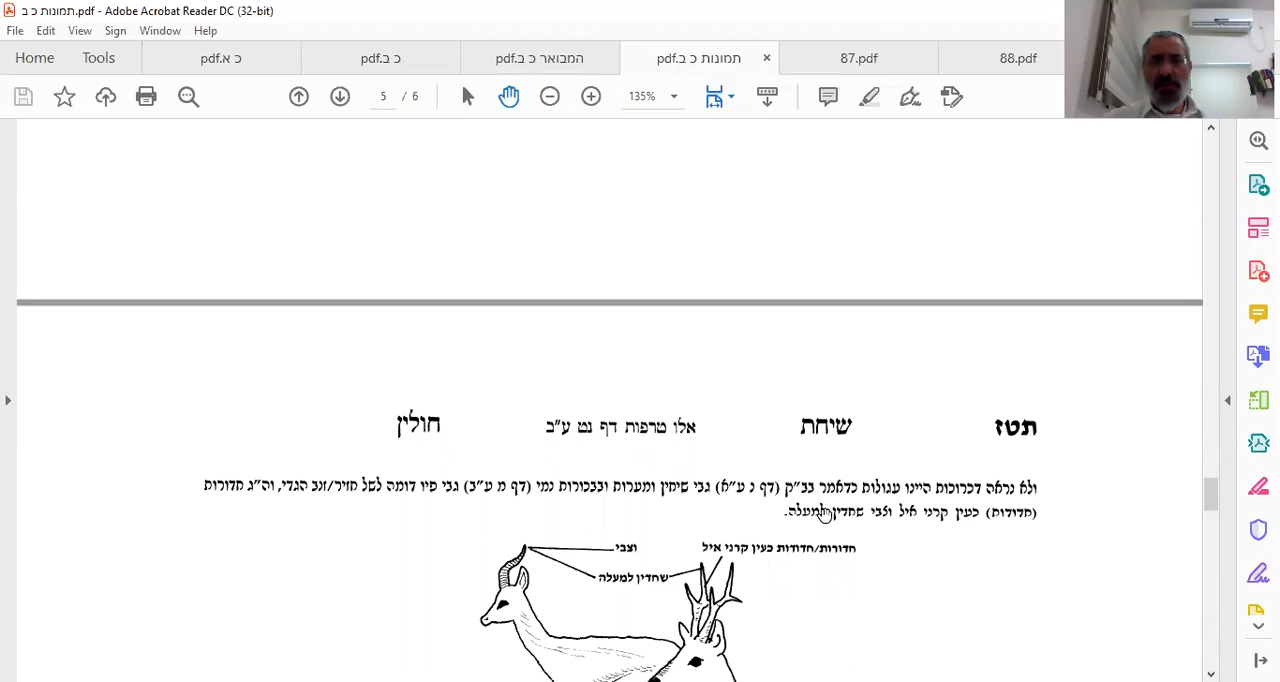 תמונות כ ב.pdf - Adobe Acrobat Reader DC (32-bit)
File Edit View Sign Window Help
Home Tools כ א.pdf כ ב.pdf המבואר כ ב.pdf תמונות כ ב.pdf × 87.pdf 88.pdf
5 / 6 135%
תטז שיחת אלו טרפות דף נט ע"ב חולין
ולא נראה דכרוכות היינו עגולות כדאמר בב"ק (דף נ ע"א) גבי שיחין ומערות ובבכורות נמי (דף מ ע"ב) גבי פיו דומה לשל חזיר/זנב הגדי, וה"ג חדורות
(חדודות) כעין קרני איל וצבי שחדין למעלה.
חדורות/חדודות כעין קרני איל
וצבי
שחדין למעלה